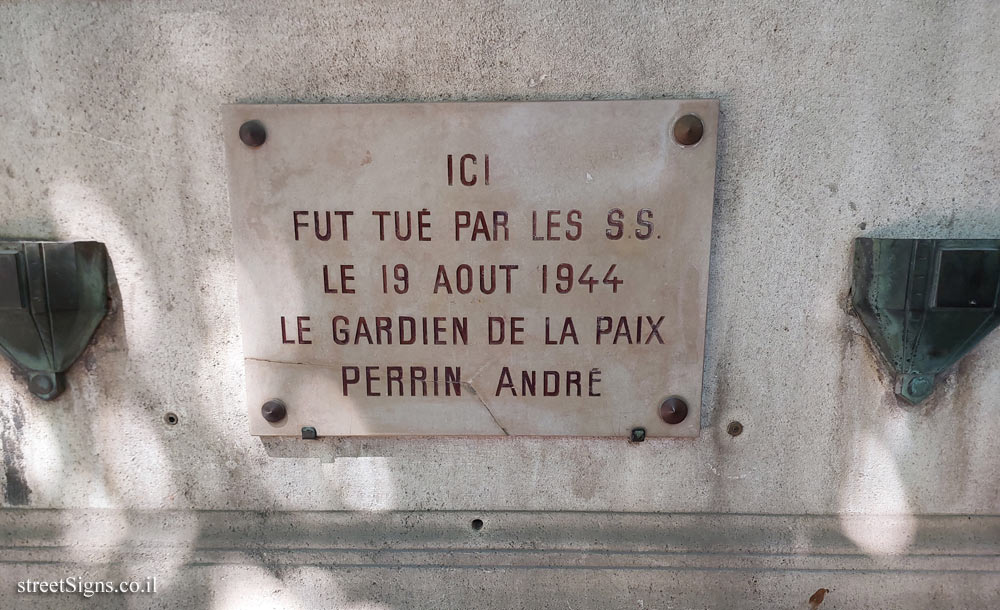 ICI
FUT TUÉ PAR LES S.S.
LE 19 AOUT 1944
LE GARDIEN DE LA PAIX
PERRIN ANDRÉ
streetSigns.co.il